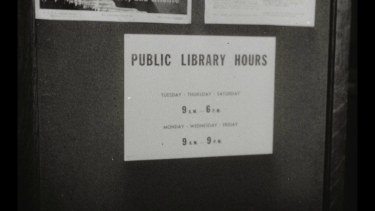 PUBLIC LIBRARY HOURS
TUESDAY - THURSDAY - SATURDAY
9 A.M. - 6 P.M.
MONDAY - WEDNESDAY - FRIDAY
9 A.M. - 9 P.M.